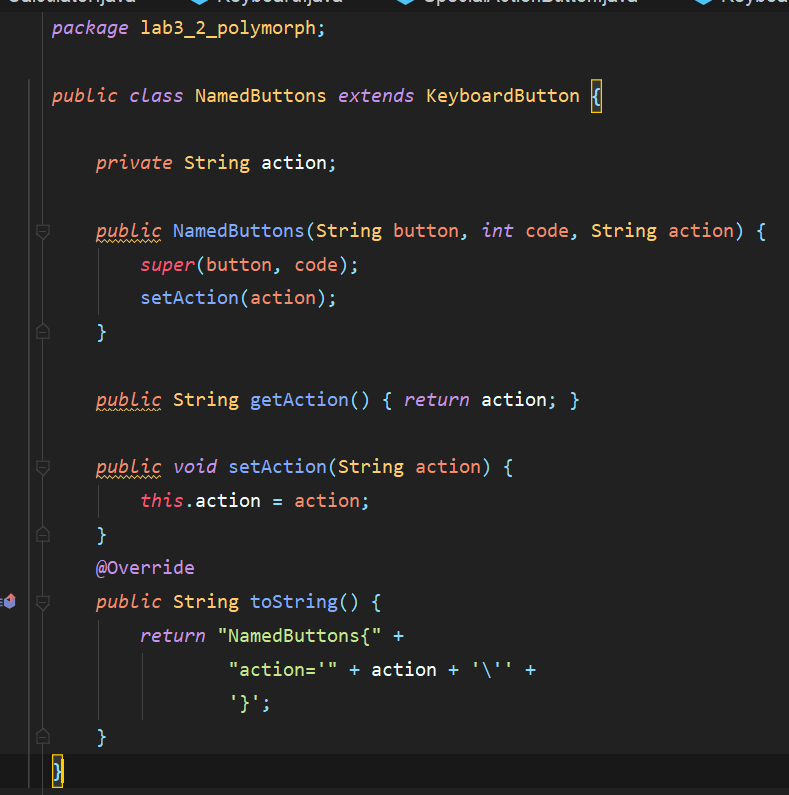 package lab3_2_polymorph;
public class NamedButtons extends KeyboardButton {
private String action;
public NamedButtons(String button, int code, String action) {
super(button, code);
setAction(action);
}
public String getAction() { return action; }
public void setAction(String action) {
this.action = action;
}
@Override
public String toString() {
return "NamedButtons{" +
"action='" + action + '\'' +
'}';
}
}